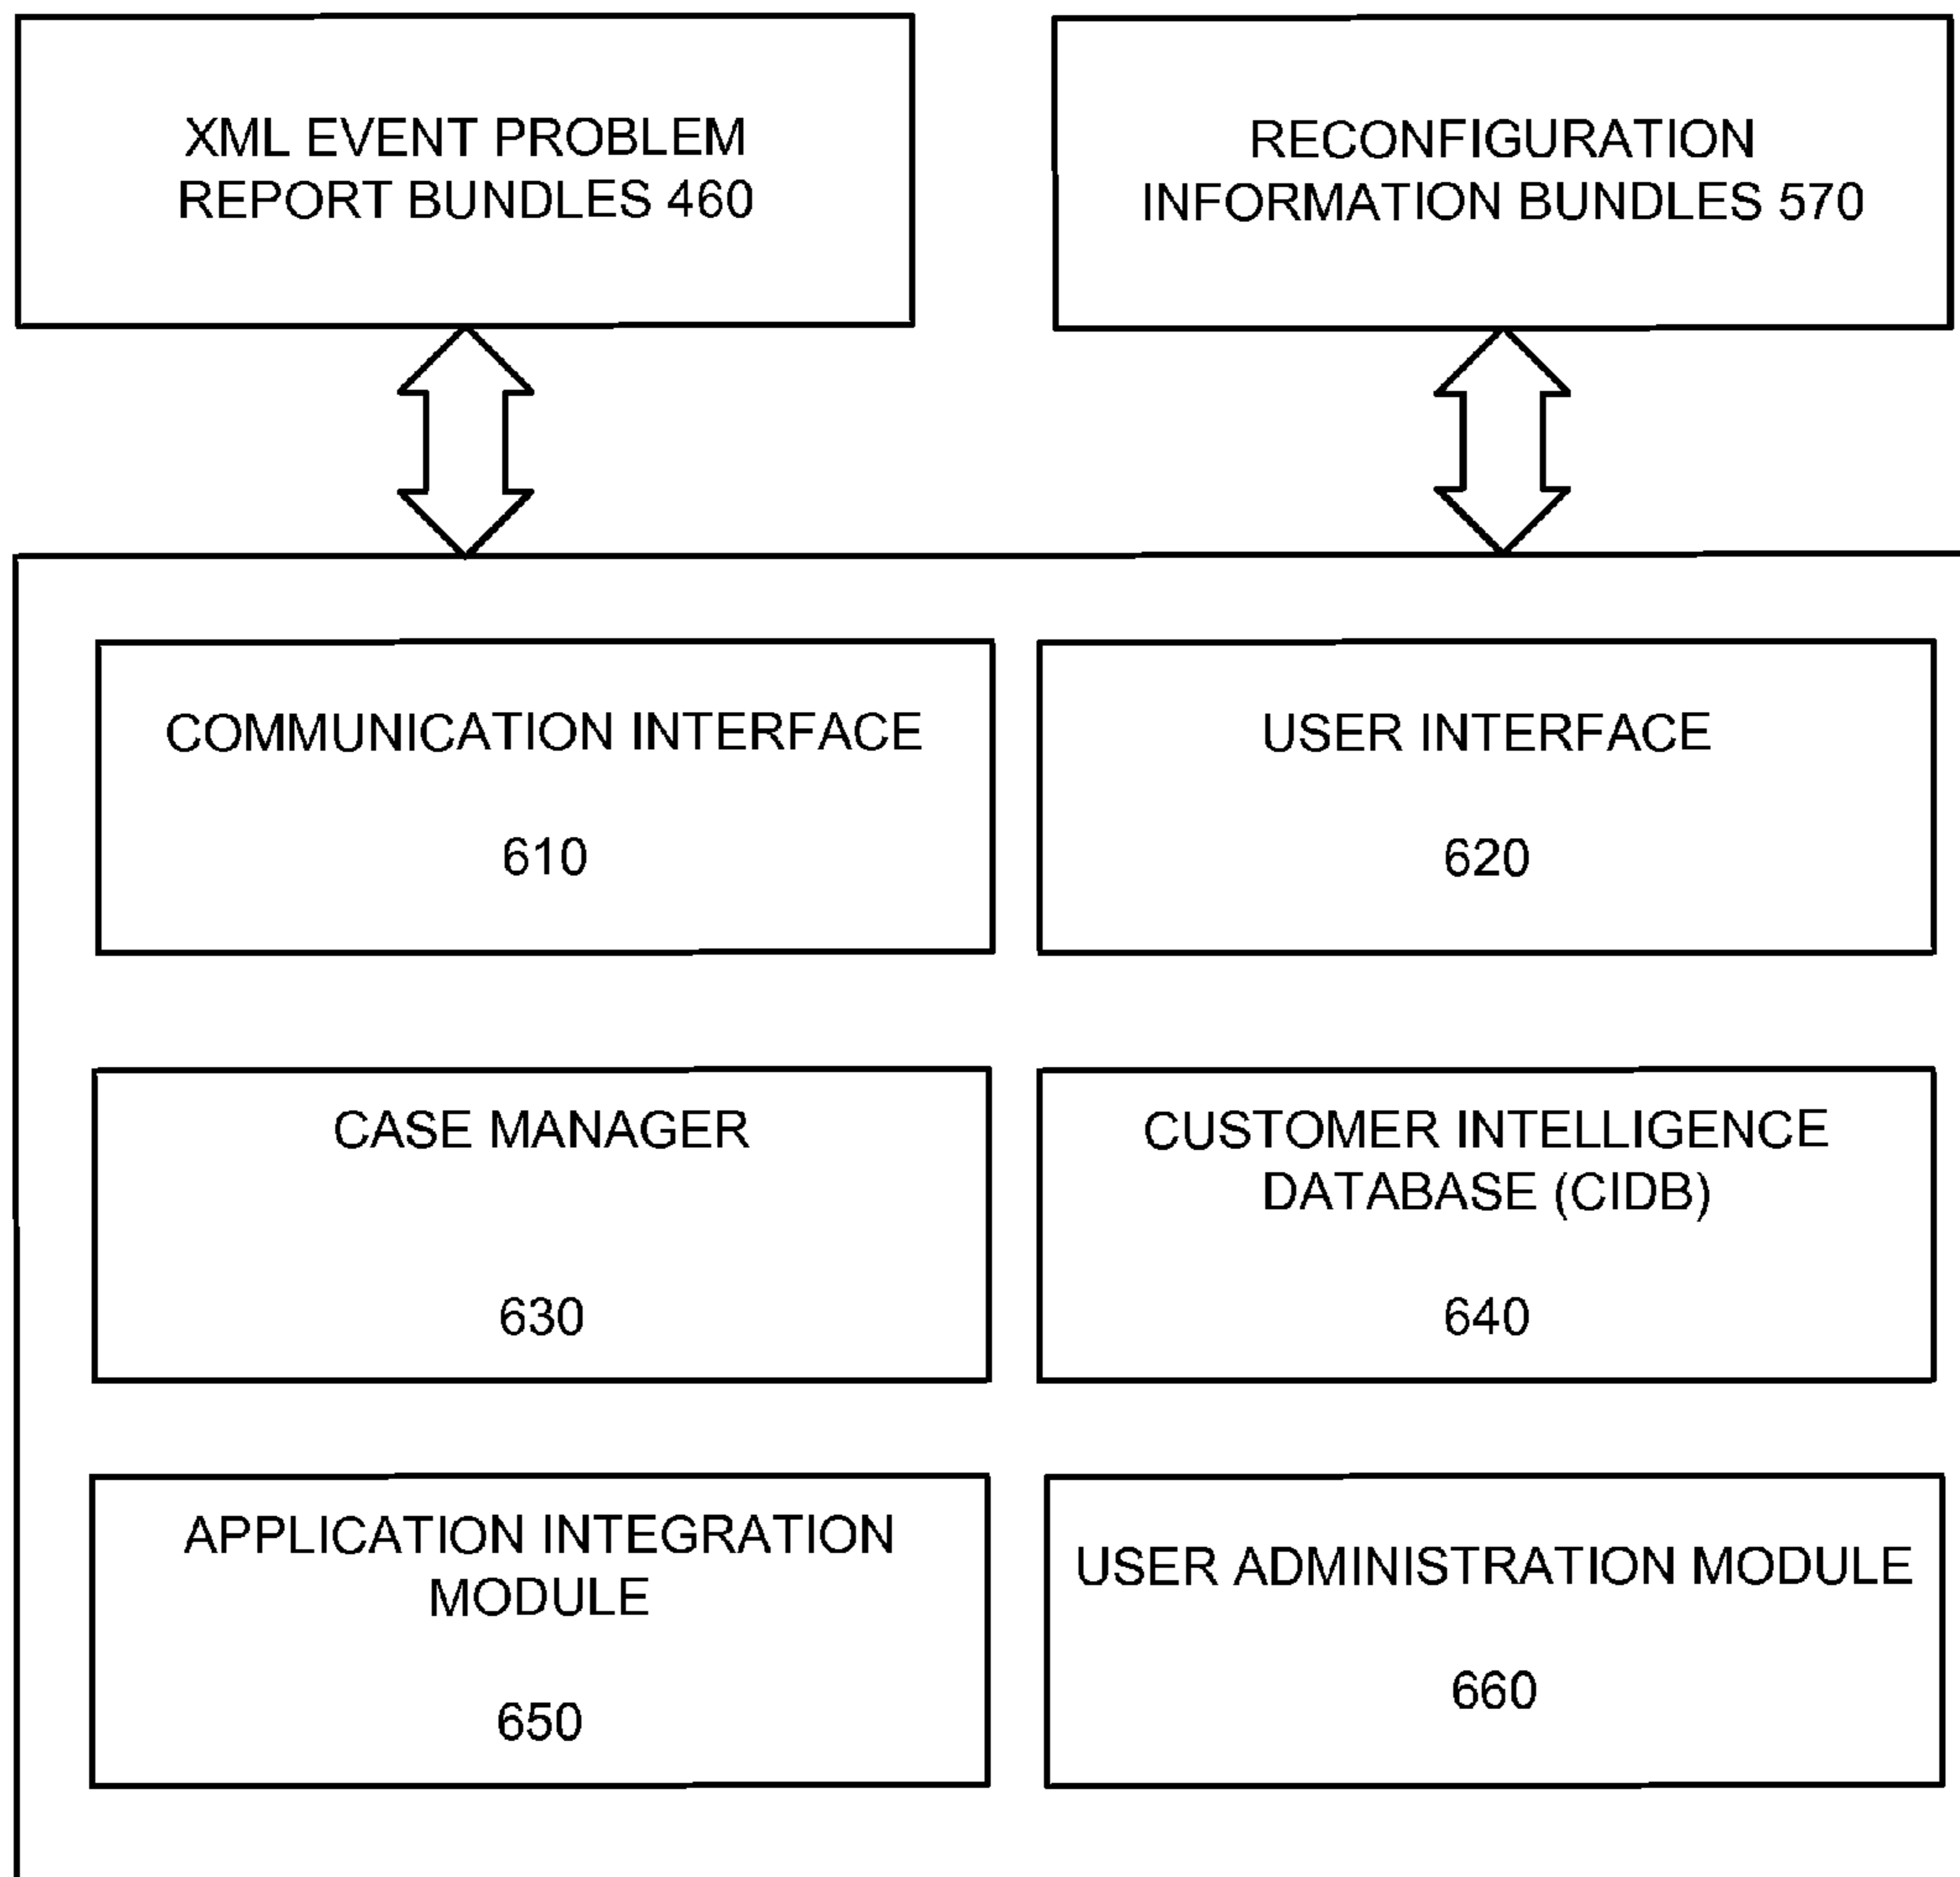 XML EVENT PROBLEM
REPORT BUNDLES 460
RECONFIGURATION
INFORMATION BUNDLES 570
COMMUNICATION INTERFACE
610
USER INTERFACE
620
CASE MANAGER
630
CUSTOMER INTELLIGENCE
DATABASE (CIDB)
640
APPLICATION INTEGRATION
MODULE
650
USER ADMINISTRATION MODULE
660